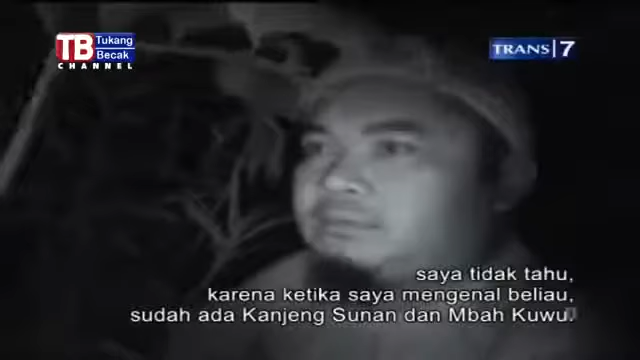 TB Tukang Becak
CHANNEL
TRANS|7
saya tidak tahu,
karena ketika saya mengenal beliau,
sudah ada Kanjeng Sunan dan Mbah Kuwu.